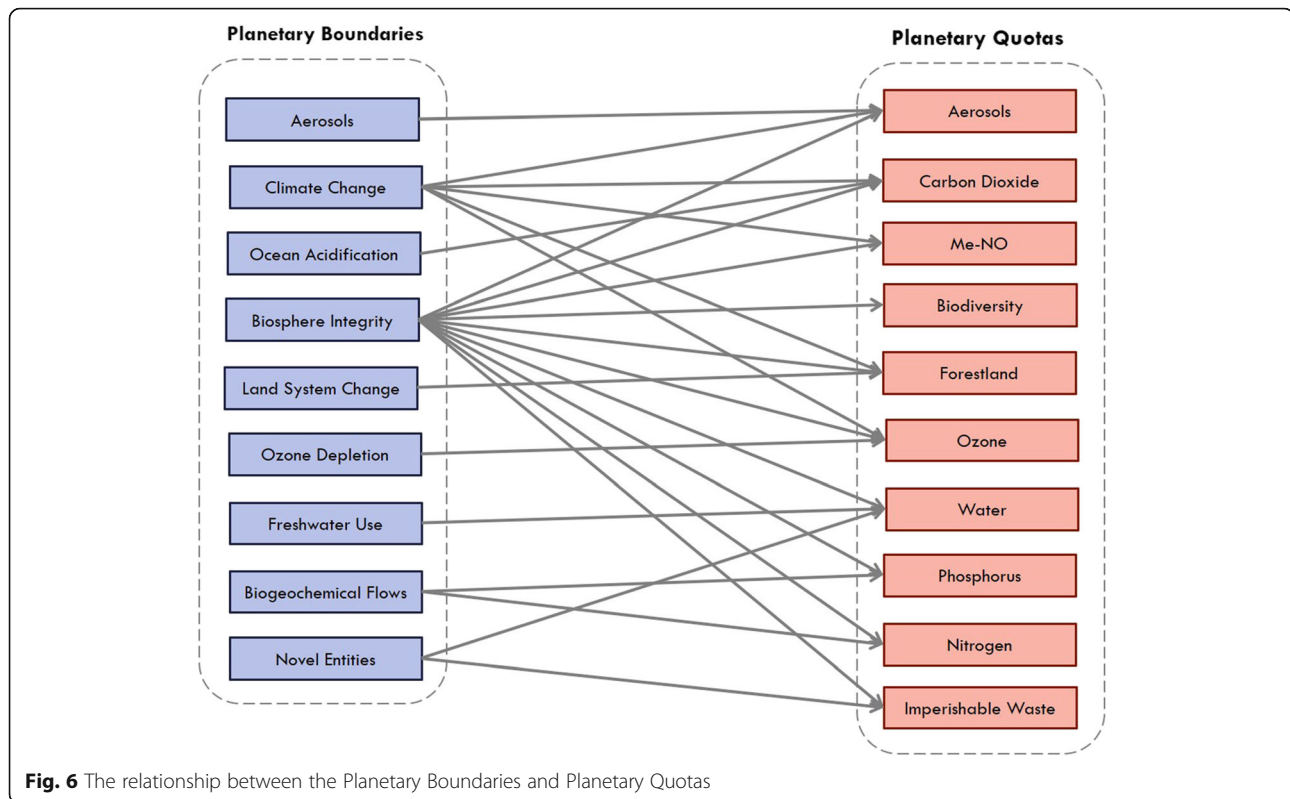 Planetary Boundaries
Aerosols
Climate Change
Ocean Acidification
Biosphere Integrity
Land System Change
Ozone Depletion
Freshwater Use
Biogeochemical Flows
Novel Entities
Planetary Quotas
Aerosols
Carbon Dioxide
Me-NO
Biodiversity
Forestland
Ozone
Water
Phosphorus
Nitrogen
Imperishable Waste
Fig. 6 The relationship between the Planetary Boundaries and Planetary Quotas